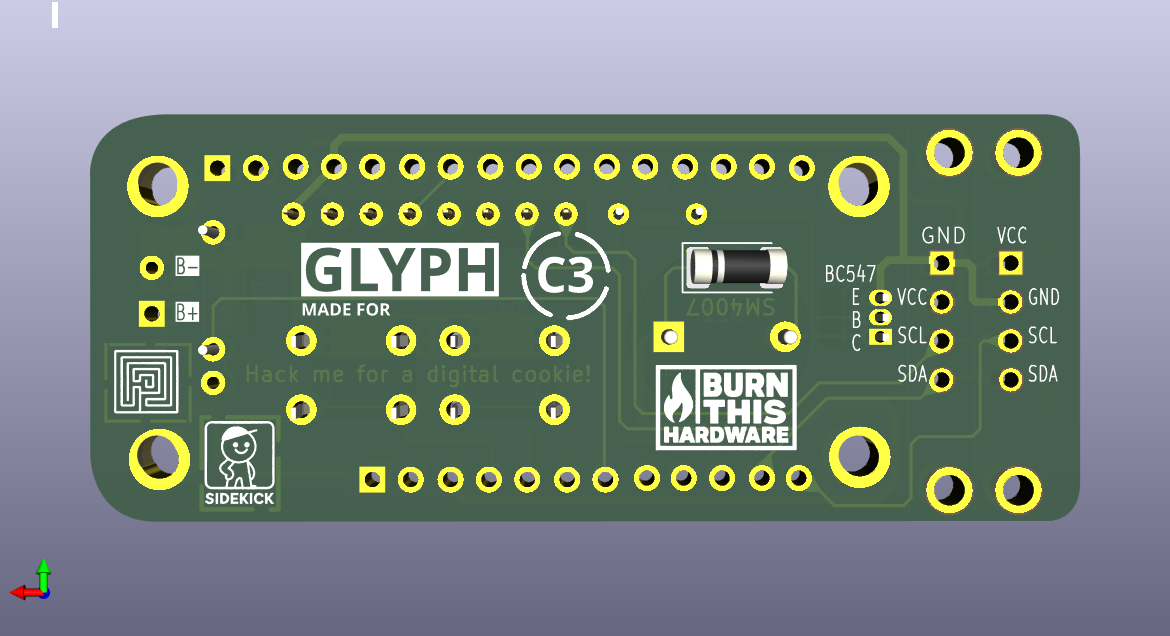 GND
VCC
B-
GLYPH
C3
BC547
E
VCC
GND
B+
MADE FOR
SM4007
B
SCL
SCL
C
Hack me for a digital cookie!
SDA
SDA
BURN
THIS
HARDWARE
SIDEKICK